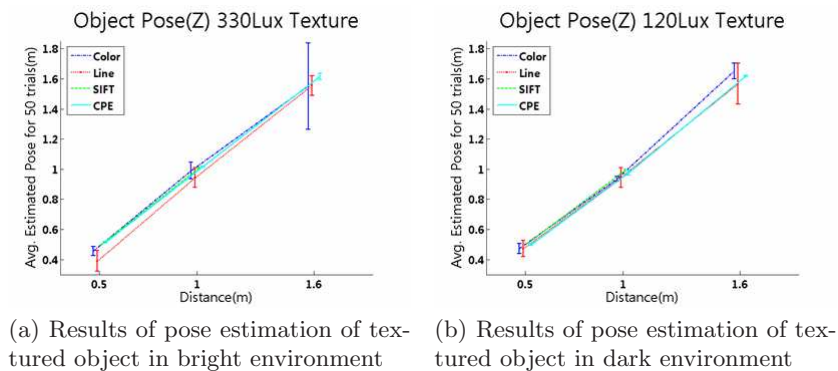 Object Pose(Z) 330Lux Texture
Avg. Estimated Pose for 50 trials(m)
1.8
1.6
1.4
1.2
1
0.8
0.6
0.4
Color
Line
SIFT
CPE
0.5
1
1.6
Distance(m)
(a) Results of pose estimation of tex-
tured object in bright environment
Object Pose(Z) 120Lux Texture
Avg. Estimated Pose for 50 trials(m)
1.8
1.6
1.4
1.2
1
0.8
0.6
0.4
Color
Line
SIFT
CPE
0.5
1
1.6
Distance(m)
(b) Results of pose estimation of tex-
tured object in dark environment